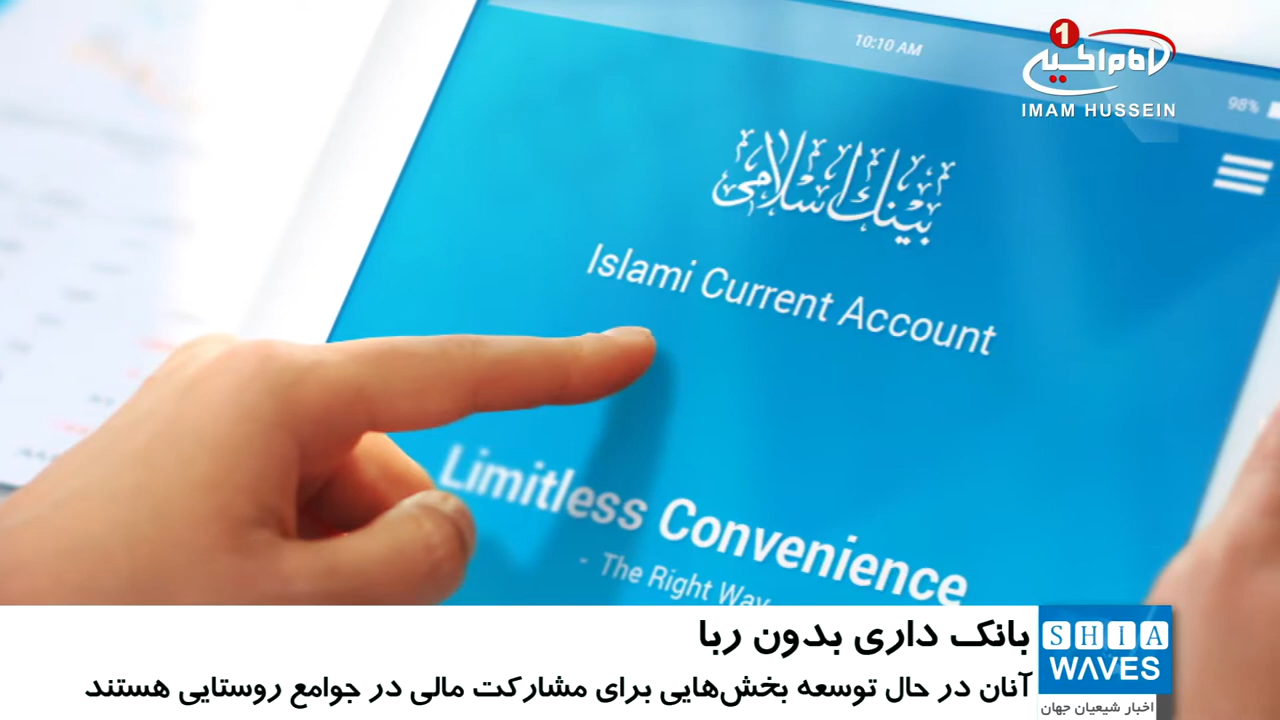 10:10 AM
امام حسین
1
IMAM HUSSEIN
98%
بینک اسلامی
Islami Current Account
Limitless Convenience
- The Right Way
بانک داری بدون ربا
آنان در حال توسعه بخش‌هایی برای مشارکت مالی در جوامع روستایی هستند
SHIA
WAVES
اخبار شیعیان جهان